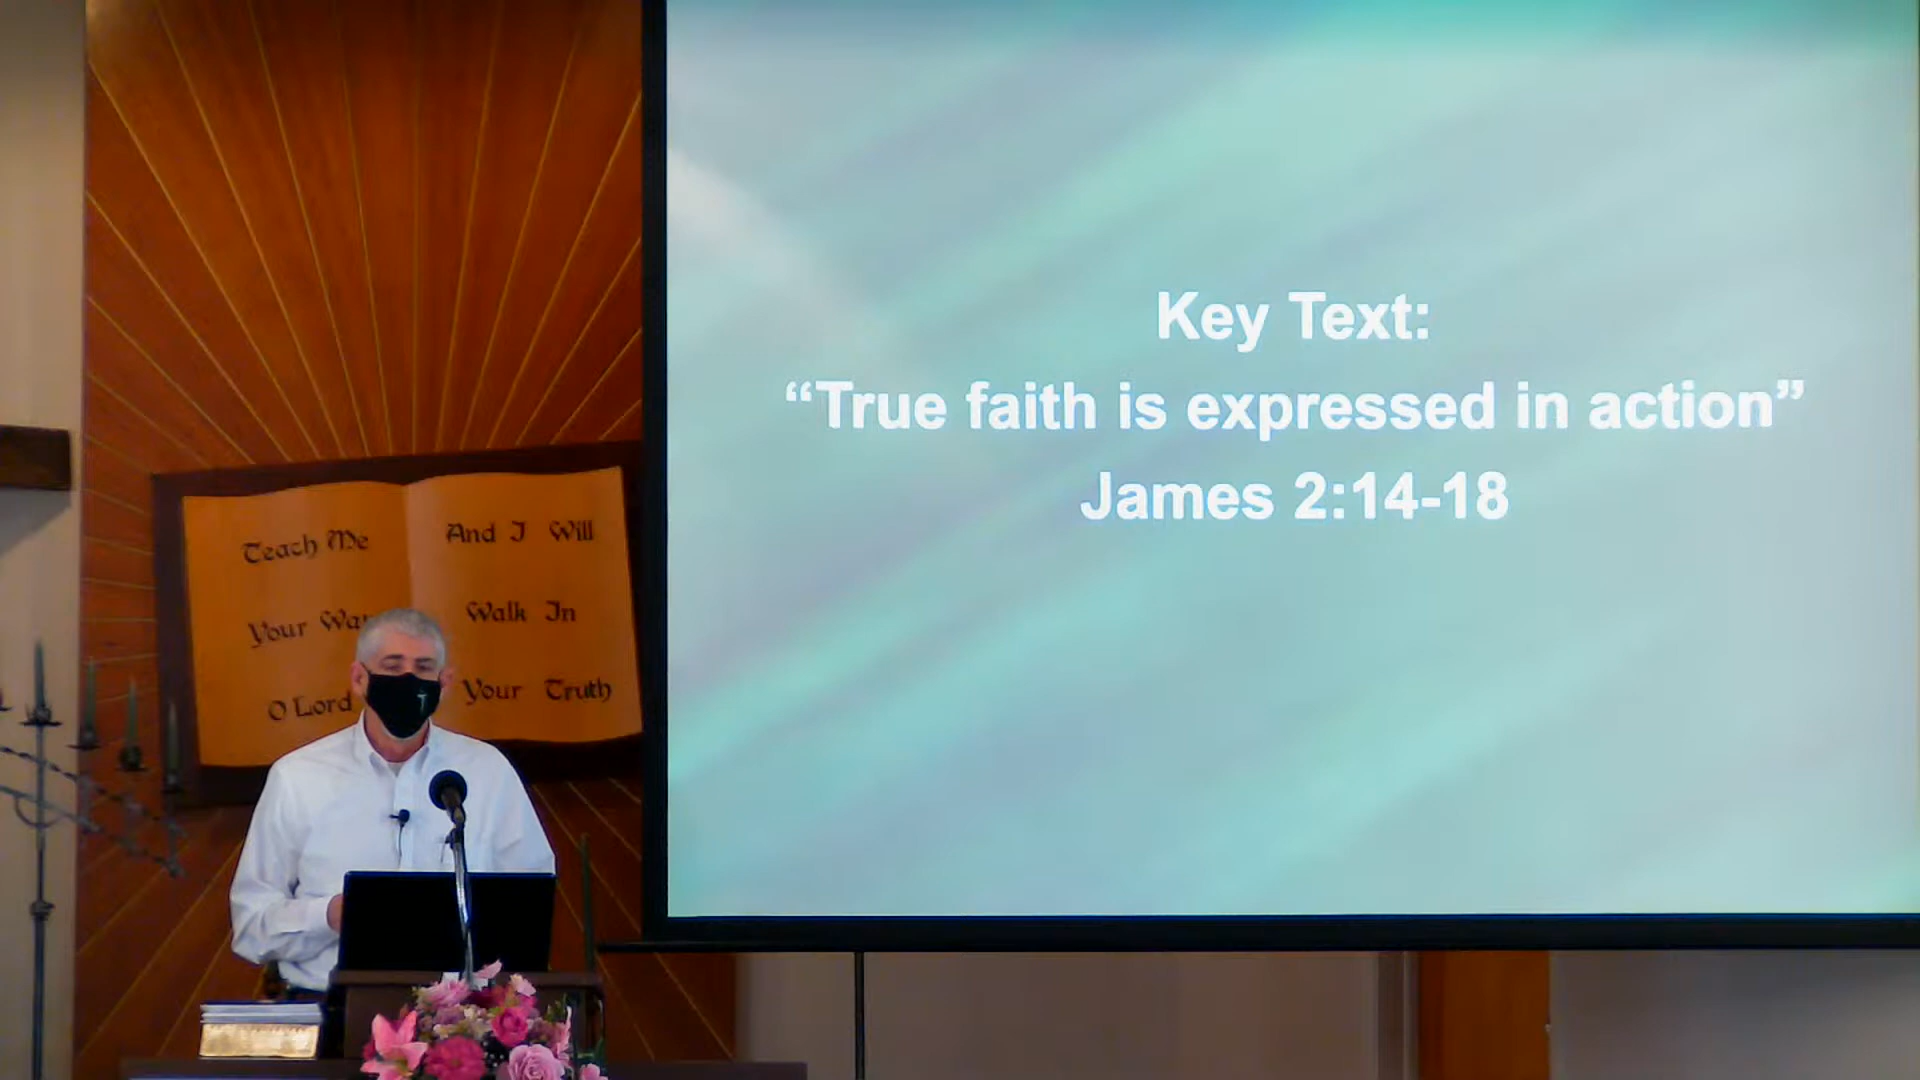 Key Text:
“True faith is expressed in action”
James 2:14-18
Teach Me
Your Way
O Lord
And I Will
Walk In
Your Truth